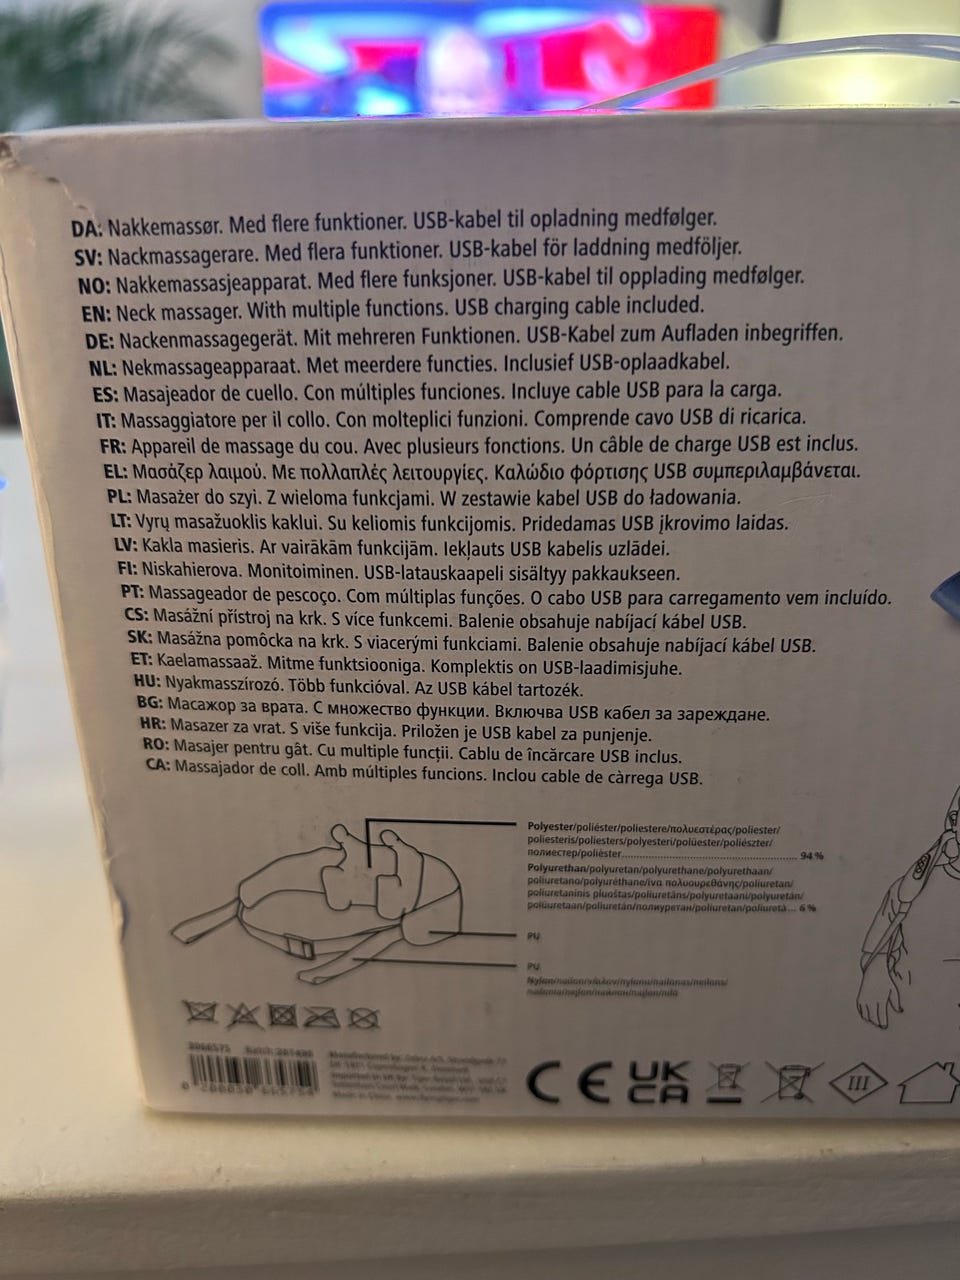 DA: Nakkemassør. Med flere funktioner. USB-kabel til opladning medfølger.
SV: Nackmassagerare. Med flera funktioner. USB-kabel för laddning medföljer.
NO: Nakkemassasjeapparat. Med flere funksjoner. USB-kabel til opplading medfølger.
EN: Neck massager. With multiple functions. USB charging cable included.
DE: Nackenmassagegerät. Mit mehreren Funktionen. USB-Kabel zum Aufladen inbegriffen.
NL: Nekmassageapparaat. Met meerdere functies. Inclusief USB-oplaadkabel.
ES: Masajeador de cuello. Con múltiples funciones. Incluye cable USB para la carga.
IT: Massaggiatore per il collo. Con molteplici funzioni. Comprende cavo USB di ricarica.
FR: Appareil de massage du cou. Avec plusieurs fonctions. Un câble de charge USB est inclus.
EL: Μασάζερ λαιμού. Με πολλαπλές λειτουργίες. Καλώδιο φόρτισης USB συμπεριλαμβάνεται.
PL: Masażer do szyi. Z wieloma funkcjami. W zestawie kabel USB do ładowania.
LT: Vyrų masažuoklis kaklui. Su keliomis funkcijomis. Pridedamas USB įkrovimo laidas.
LV: Kakla masieris. Ar vairākām funkcijām. Iekļauts USB kabelis uzlādei.
FI: Niskahierova. Monitoiminen. USB-latauskaapeli sisältyy pakkaukseen.
PT: Massageador de pescoço. Com múltiplas funções. O cabo USB para carregamento vem incluído.
CS: Masážní přístroj na krk. S více funkcemi. Balenie obsahuje nabíjací kábel USB.
SK: Masážna pomôcka na krk. S viacerými funkciami. Balenie obsahuje nabíjací kábel USB.
ET: Kaelamassaaž. Mitme funktsiooniga. Komplektis on USB-laadimisjuhe.
HU: Nyakmasszírozó. Több funkcióval. Az USB kábel tartozék.
BG: Масажор за врата. С множество функции. Включва USB кабел за зареждане.
HR: Masazer za vrat. S više funkcija. Priložen je USB kabel za punjenje.
RO: Masajer pentru gât. Cu multiple funcții. Cablu de încărcare USB inclus.
CA: Massajador de coll. Amb múltiples funcions. Inclou cable de càrrega USB.
Polyester/poliéster/poliestere/πολυεστέρας/poliester/
poliesteris/poliesters/polyesteri/polüester/poliészter/
полиестер/polièster 94 %
Polyurethan/polyuretan/polyurethane/polyurethaan/
poliuretano/polyuréthane/ίνα πολυουρεθάνης/poliuretan/
poliuretaninis pluoštas/poliuretāns/polyuretaani/polyuretán/
polüuretaan/poliuretán/полиуретан/poliuretan/poliuretà... 6 %
PU
PU
3066575 Batch:
CE UK CA III